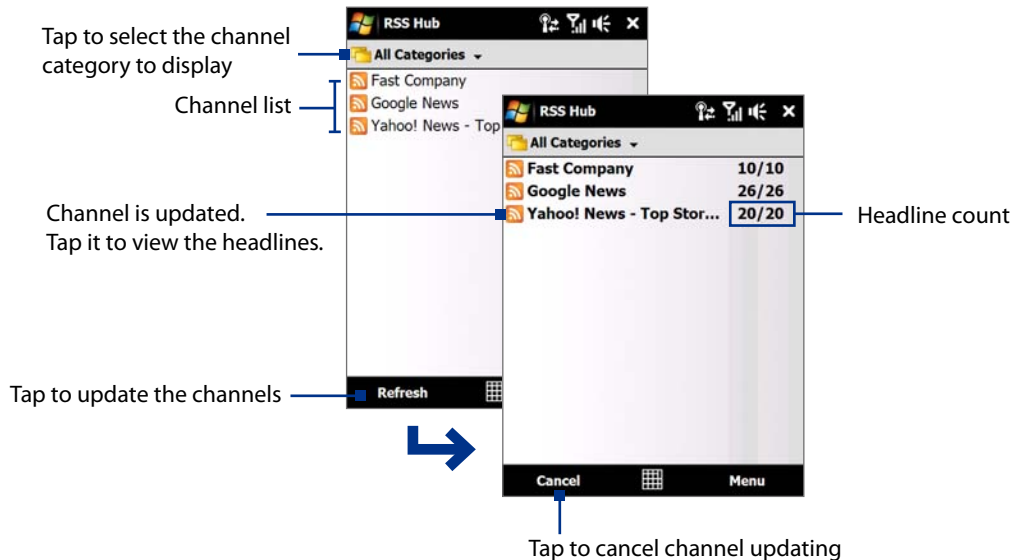 RSS Hub
Tap to select the channel
category to display
All Categories
Channel list
Fast Company
Google News
Yahoo! News - Top
RSS Hub
All Categories
Fast Company 10/10
Google News 26/26
Yahoo! News - Top Stor... 20/20
Headline count
Channel is updated.
Tap it to view the headlines.
Tap to update the channels
Refresh
Cancel Menu
Tap to cancel channel updating